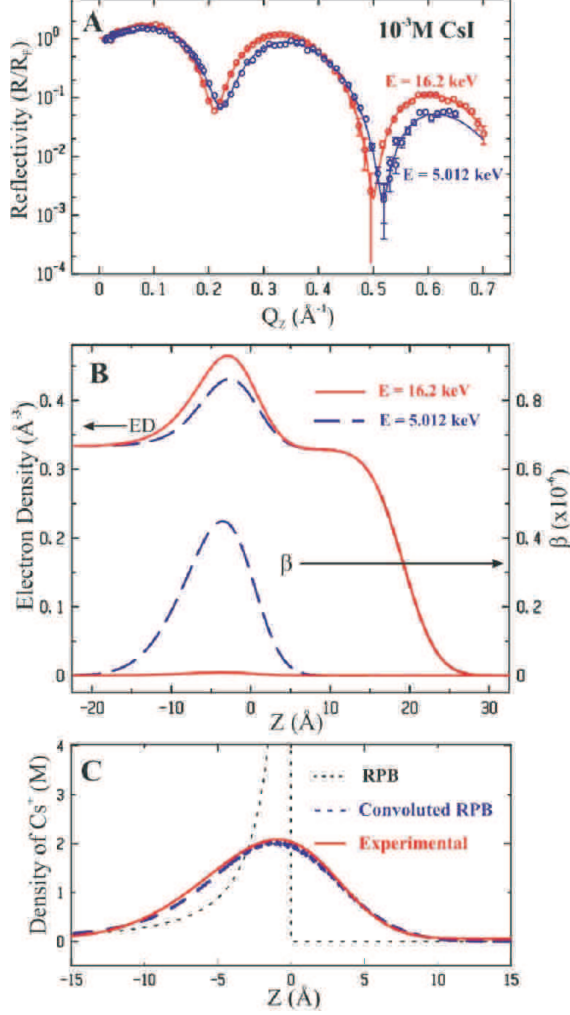 A
10⁻³M CsI
Reflectivity (R/R_F)
10⁰
10⁻¹
10⁻²
10⁻³
10⁻⁴
E = 16.2 keV
E = 5.012 keV
0 0.1 0.2 0.3 0.4 0.5 0.6 0.7
Q_Z (Å⁻¹)
B
Electron Density (Å⁻³)
0.4
0.3
0.2
0.1
0
ED
E = 16.2 keV
E = 5.012 keV
β
β (x10⁻⁶)
0.8
0.6
0.4
0.2
0
−20 −10 0 10 20 30
Z (Å)
C
Density of Cs⁺ (M)
4
3
2
1
0
RPB
Convoluted RPB
Experimental
−15 −10 −5 0 5 10 15
Z (Å)